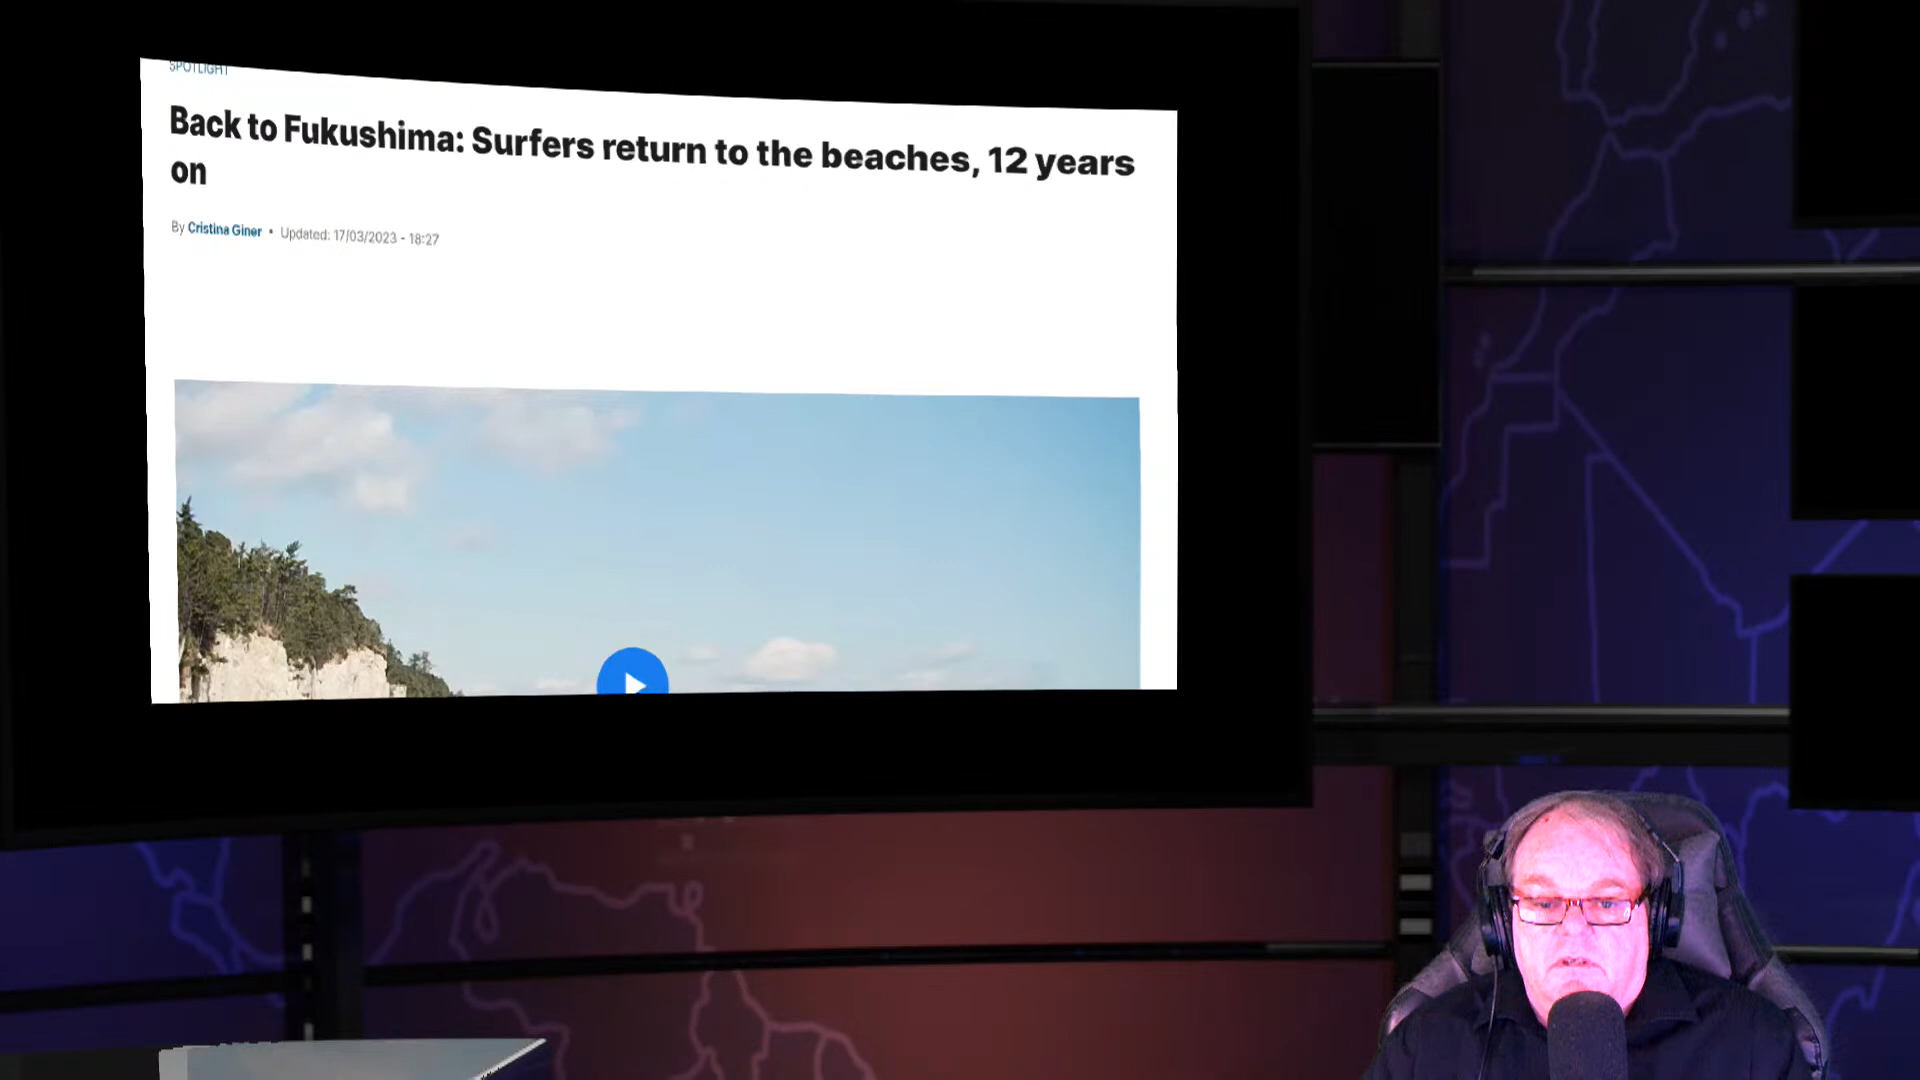 SPOTLIGHT
Back to Fukushima: Surfers return to the beaches, 12 years
on
By Cristina Giner • Updated: 17/03/2023 - 18:27